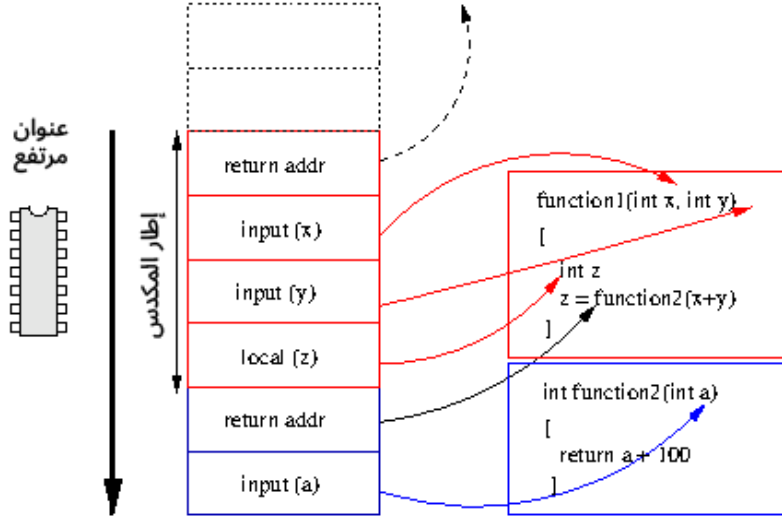 عنوان
مرتفع
إطار المكدس
return addr
input (x)
input (y)
local (z)
return addr
input (a)
function1(int x, int y)
[
int z
z = function2(x+y)
]
int function2(int a)
[
return a + 100
]